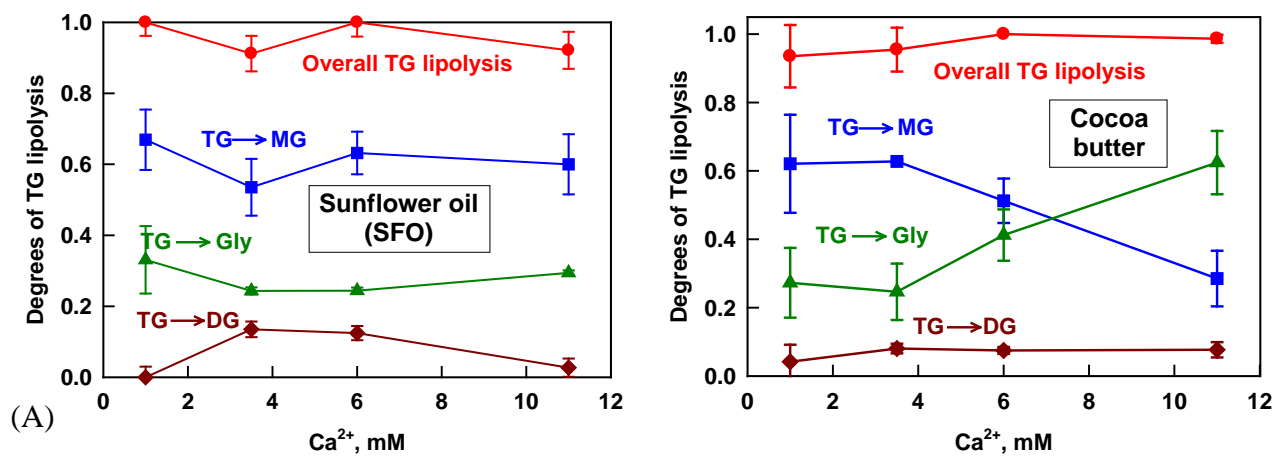 Degrees of TG lipolysis
1.0
0.8
0.6
0.4
0.2
0.0
Overall TG lipolysis
TG→MG
Sunflower oil
(SFO)
TG→Gly
TG→DG
0 2 4 6 8 10 12
Ca²⁺, mM
(A)
Degrees of TG lipolysis
1.0
0.8
0.6
0.4
0.2
0.0
Overall TG lipolysis
TG→MG
Cocoa
butter
TG→Gly
TG→DG
0 2 4 6 8 10 12
Ca²⁺, mM